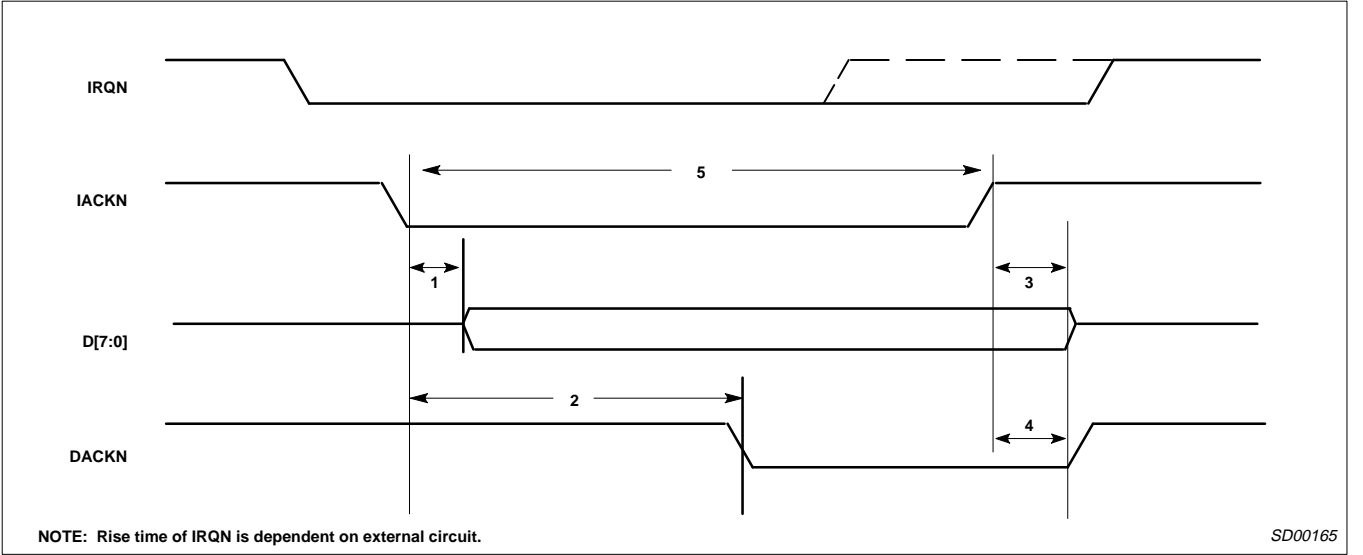 IRQN
5
IACKN
1
3
D[7:0]
2
4
DACKN
NOTE: Rise time of IRQN is dependent on external circuit.
SD00165